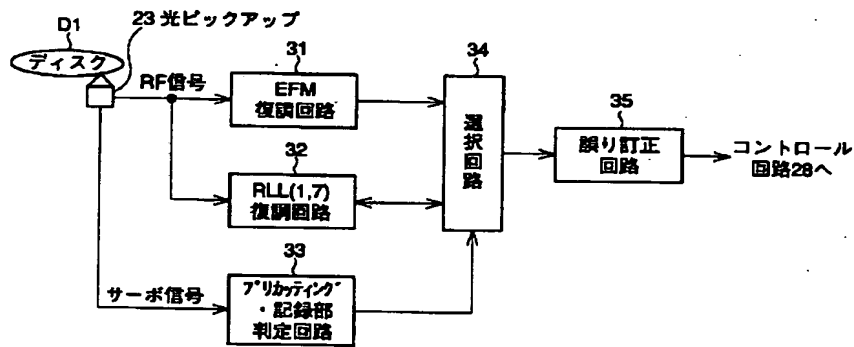 D1
ディスク
23 光ピックアップ
RF信号
31
EFM
復調回路
32
RLL(1,7)
復調回路
33
サーボ信号
プリカッティング
・記録部
判定回路
34
選択回路
35
誤り訂正
回路
コントロール
回路28へ